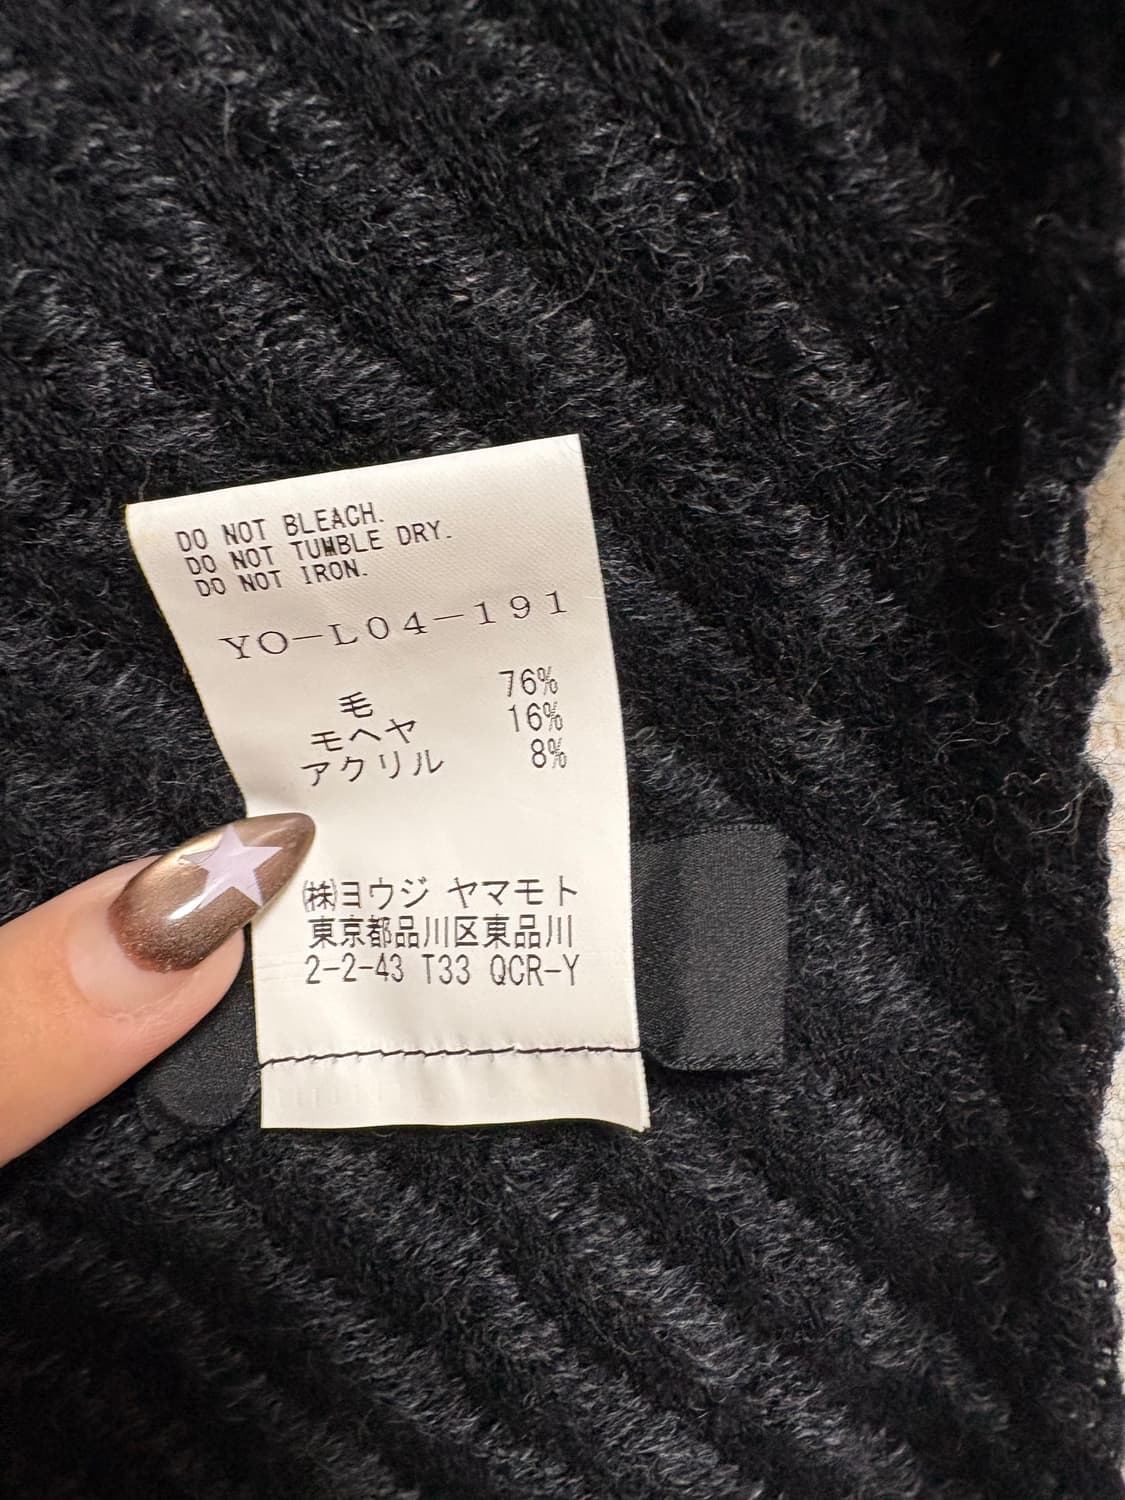 DO NOT BLEACH.
DO NOT TUMBLE DRY.
DO NOT IRON.
YO-L04-191
毛 76%
モヘヤ 16%
アクリル 8%
㈱ヨウジ ヤマモト
東京都品川区東品川
2-2-43 T33 QCR-Y